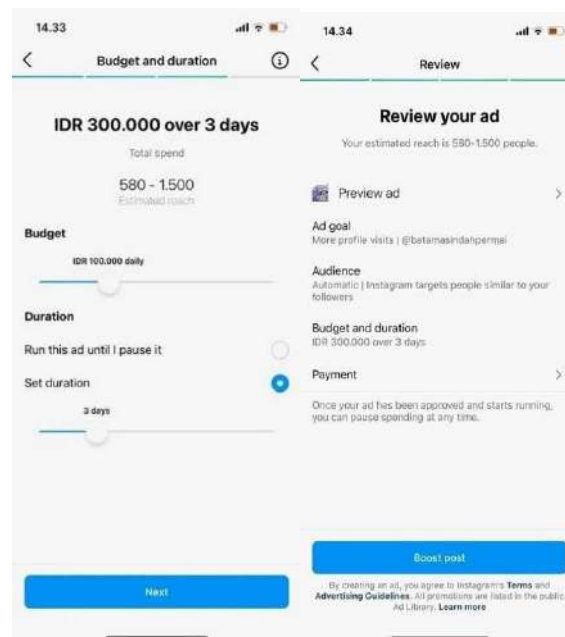 14.33
Budget and duration
IDR 300.000 over 3 days
Total spend
580 - 1.500
Estimated reach
Budget
IDR 100.000 daily
Duration
Run this ad until I pause it
Set duration
3 days
Next
14.34
Review
Review your ad
Your estimated reach is 580-1.500 people.
Preview ad
Ad goal
More profile visits | @batamasindahpermai
Audience
Automatic | Instagram targets people similar to your
followers
Budget and duration
IDR 300.000 over 3 days
Payment
Once your ad has been approved and starts running,
you can pause spending at any time.
Boost post
By creating an ad, you agree to Instagram's Terms and
Advertising Guidelines. All promotions are listed in the public
Ad Library. Learn more